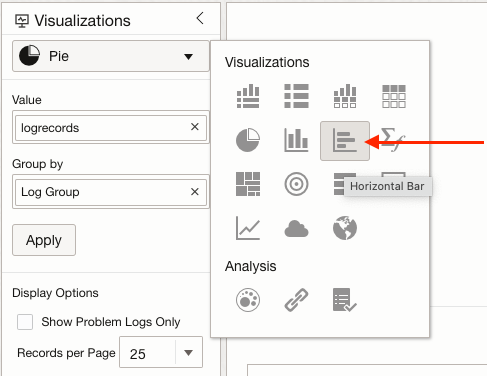 Visualizations
Pie
Value
logrecords
Group by
Log Group
Apply
Display Options
Show Problem Logs Only
Records per Page
25
Visualizations
Horizontal Bar
Analysis